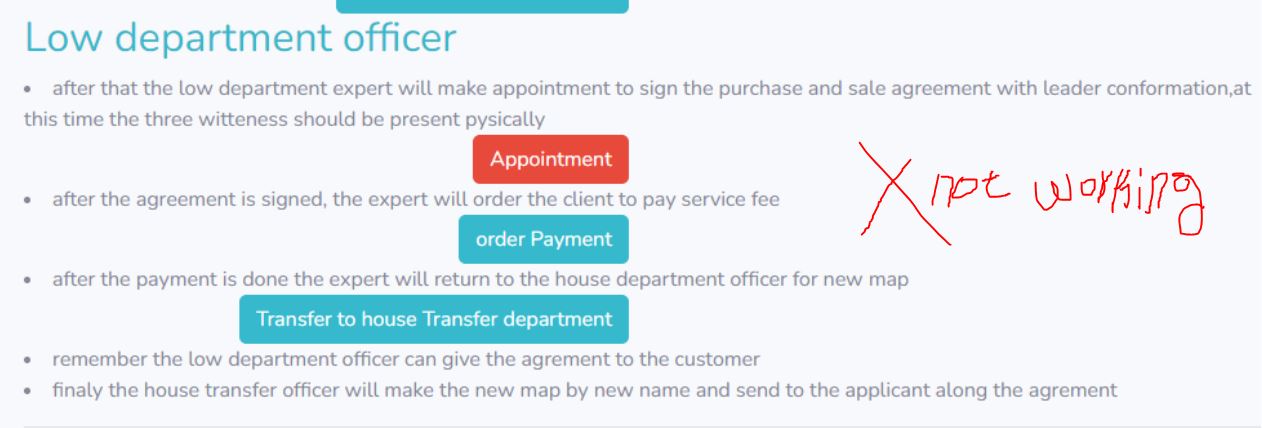 Low department officer
• after that the low department expert will make appointment to sign the purchase and sale agreement with leader conformation,at
this time the three witteness should be present pysically
Appointment
X not working
• after the agreement is signed, the expert will order the client to pay service fee
order Payment
• after the payment is done the expert will return to the house department officer for new map
Transfer to house Transfer department
• remember the low department officer can give the agrement to the customer
• finaly the house transfer officer will make the new map by new name and send to the applicant along the agrement